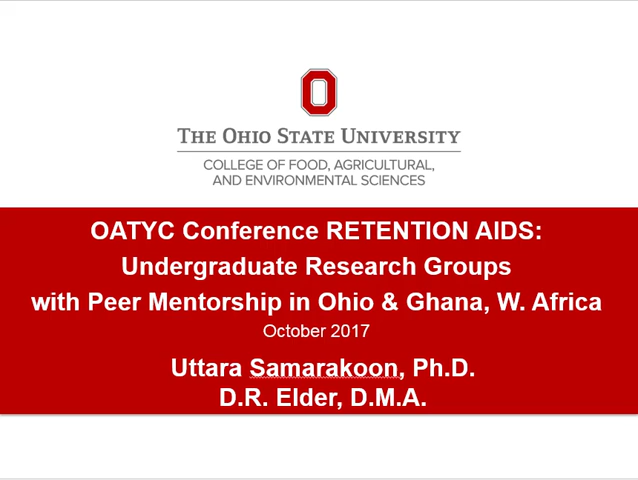 O
THE OHIO STATE UNIVERSITY
COLLEGE OF FOOD, AGRICULTURAL,
AND ENVIRONMENTAL SCIENCES
OATYC Conference RETENTION AIDS:
Undergraduate Research Groups
with Peer Mentorship in Ohio & Ghana, W. Africa
October 2017
Uttara Samarakoon, Ph.D.
D.R. Elder, D.M.A.